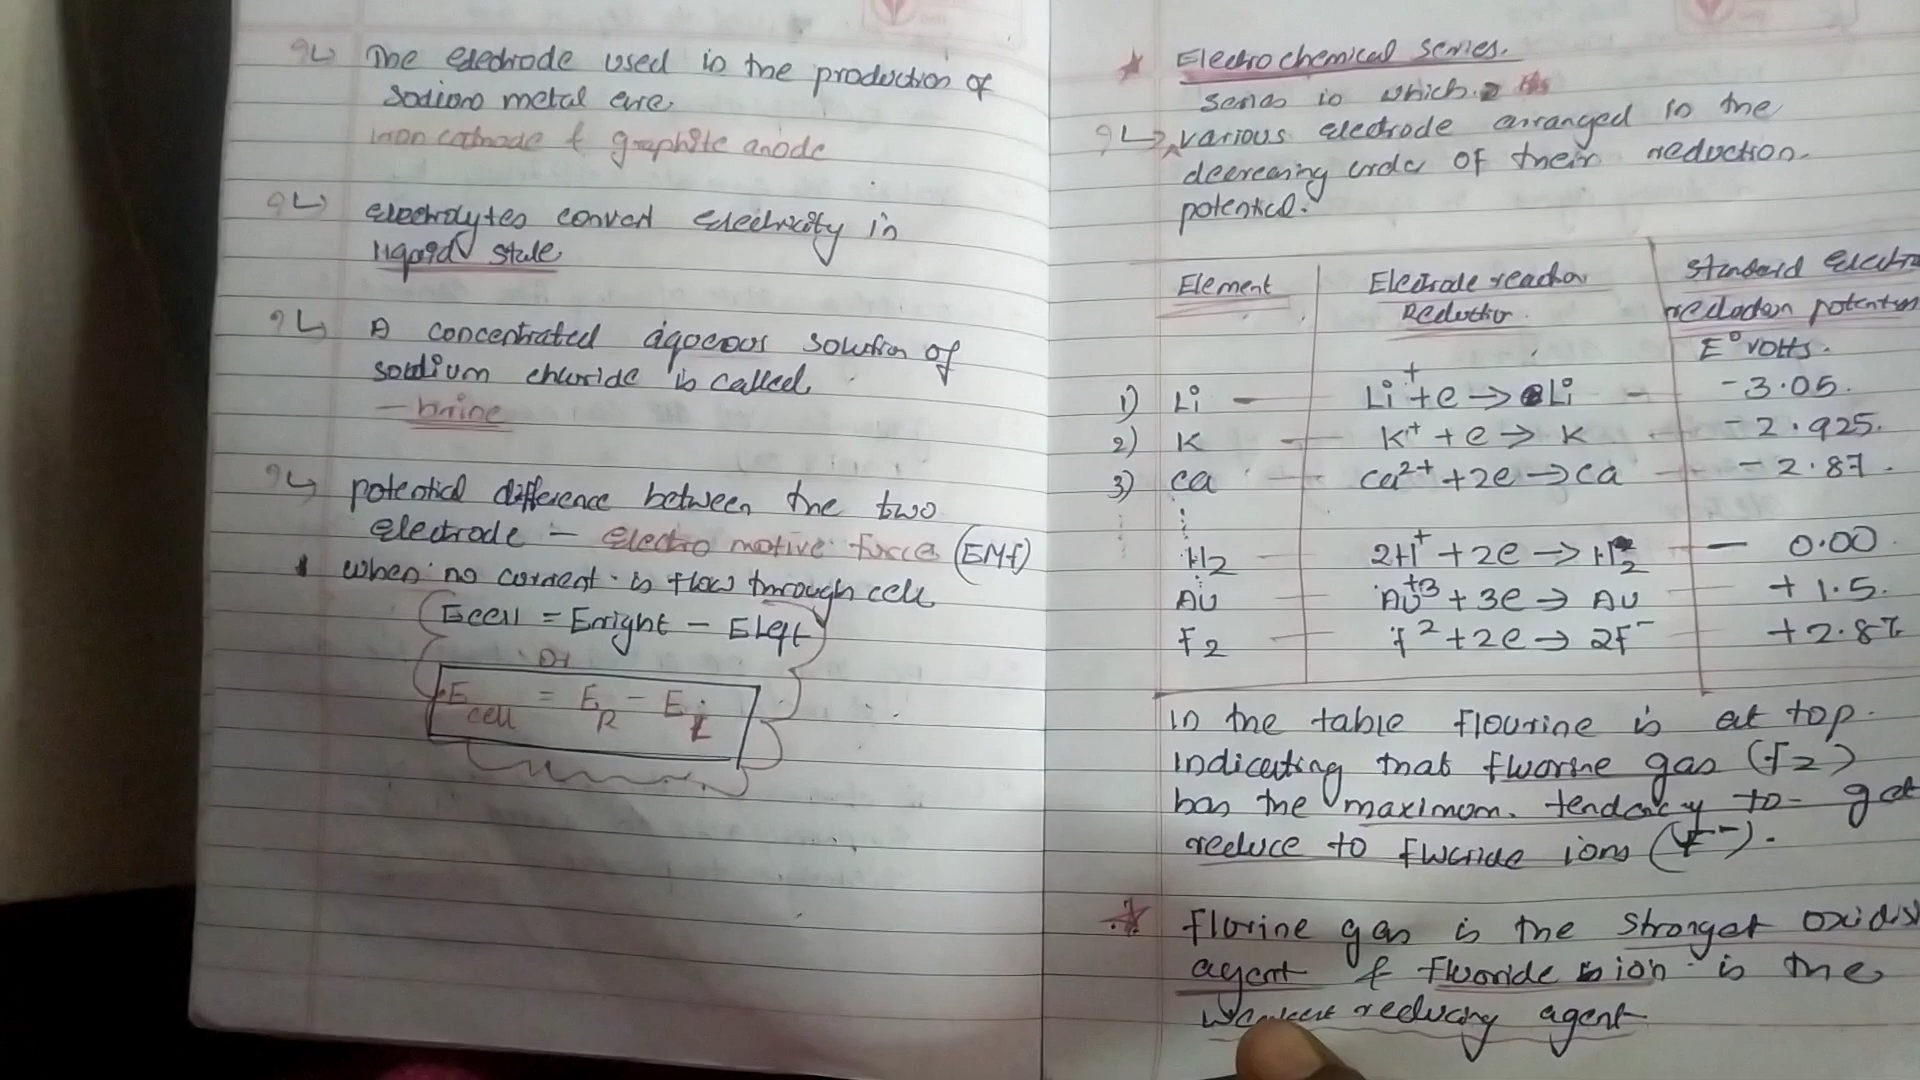 The electrode used in the production of
Sodium metal are.
iron cathode & graphite anode
electrolytes convert electricity in
liquid state.
A concentrated aqueous solution of
sodium chloride is called.
- brine
potential difference between the two
electrode - electro motive force (EMf)
when no current is flow through cell
Ecell = Eright - ELeft
Or
Ecell = ER - EL
★ Electrochemical series.
series in which
various electrode arranged in the
decreasing order of their reduction
potential.
Element | Electrode reaction | Standard Electro
Reduction | reduction potential
E° volts.
1) Li - Li⁺ + e → Li - -3.05.
2) K - K⁺ + e → K - -2.925.
3) Ca - Ca²⁺ + 2e → Ca - -2.87.
H2 - 2H⁺ + 2e → H2 - 0.00
AU - AU⁺³ + 3e → AU - +1.5.
F2 - f² + 2e → 2F⁻ - +2.87
in the table flourine is at top.
indicating that fluorine gas (F2)
has the maximum. tendency to - get
reduce to fluoride ions (F⁻).
★ florine gas is the strongest oxidis
agent & fluoride ion is the
weakest reducing agent